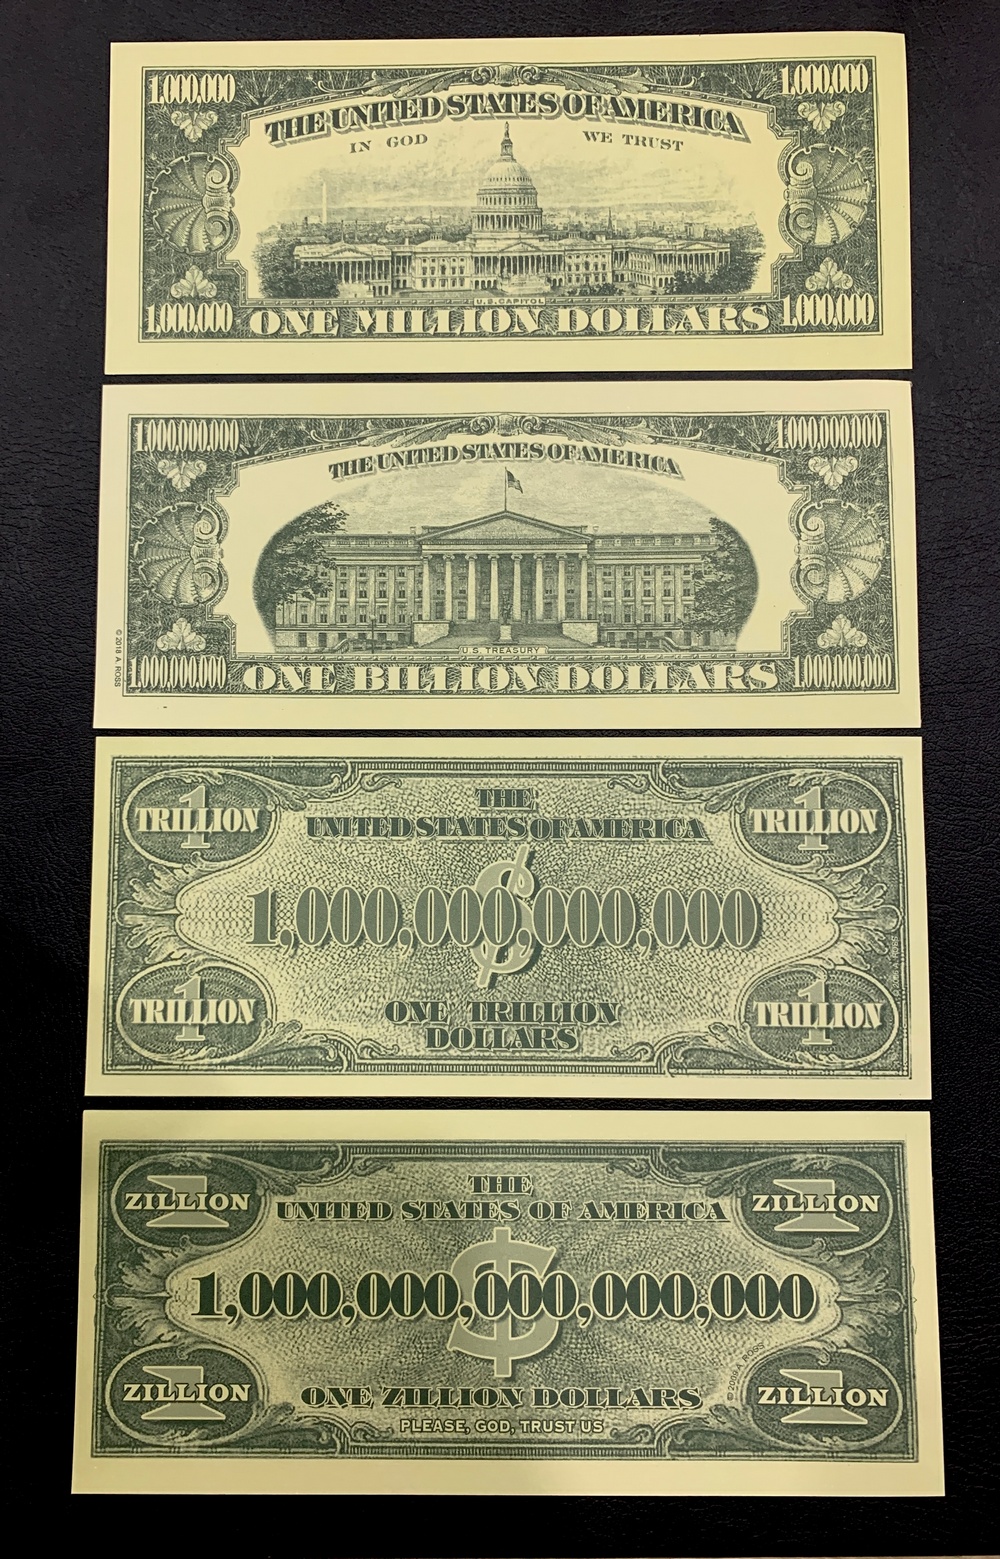 1,000,000 1,000,000
THE UNITED STATES OF AMERICA
IN GOD WE TRUST
U.S. CAPITOL
1,000,000 ONE MILLION DOLLARS 1,000,000
1,000,000,000 1,000,000,000
THE UNITED STATES OF AMERICA
U.S. TREASURY
© 2018 A. ROSS
1,000,000,000 ONE BILLION DOLLARS 1,000,000,000
1 TRILLION 1 TRILLION
THE
UNITED STATES OF AMERICA
$
1,000,000,000,000
1 TRILLION 1 TRILLION
ONE TRILLION
DOLLARS
1 ZILLION 1 ZILLION
THE
UNITED STATES OF AMERICA
$
1,000,000,000,000,000
1 ZILLION 1 ZILLION
ONE ZILLION DOLLARS
PLEASE, GOD, TRUST US